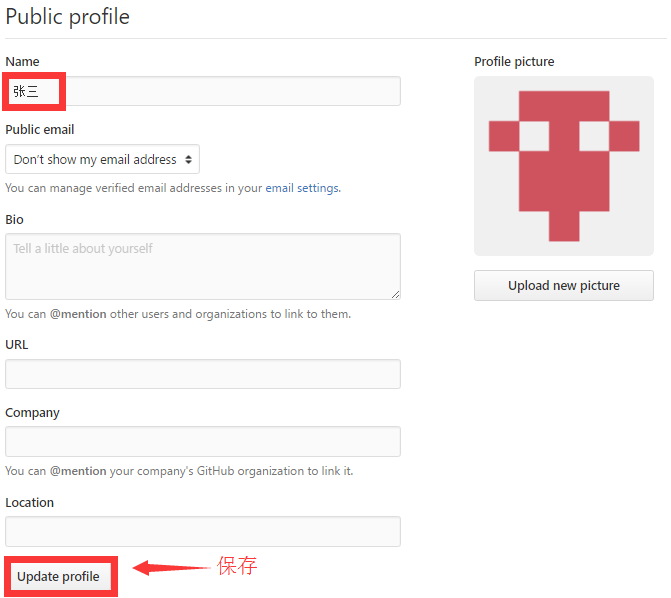 Public profile
Name
张三
Public email
Don't show my email address
You can manage verified email addresses in your email settings.
Bio
Tell a little about yourself
You can @mention other users and organizations to link to them.
URL
Company
You can @mention your company's GitHub organization to link it.
Location
Update profile
保存
Profile picture
Upload new picture